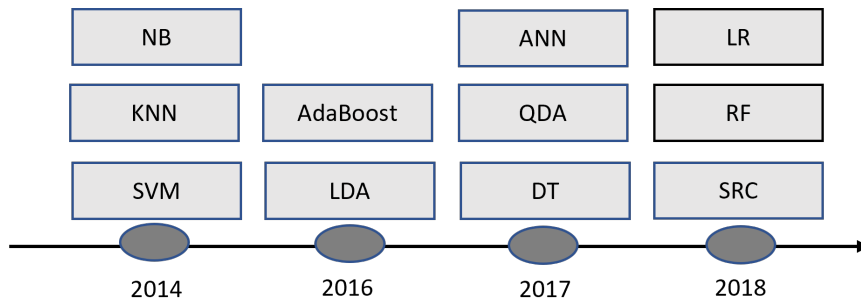 NB
ANN
LR
KNN
AdaBoost
QDA
RF
SVM
LDA
DT
SRC
2014
2016
2017
2018